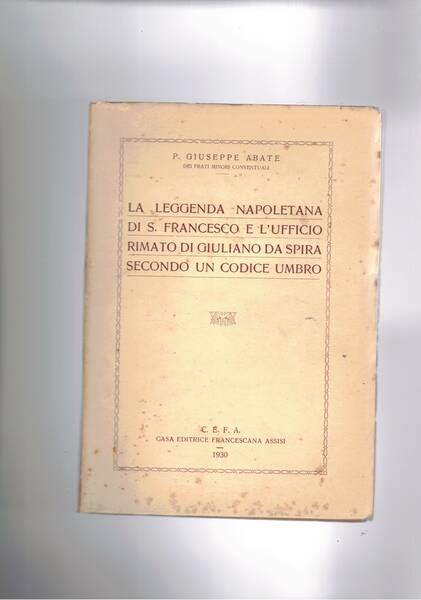 P. GIUSEPPE ABATE
DEI FRATI MINORI CONVENTUALI
LA LEGGENDA NAPOLETANA
DI S. FRANCESCO E L'UFFICIO
RIMATO DI GIULIANO DA SPIRA
SECONDO UN CODICE UMBRO
C. E. F. A.
CASA EDITRICE FRANCESCANA ASSISI
1930